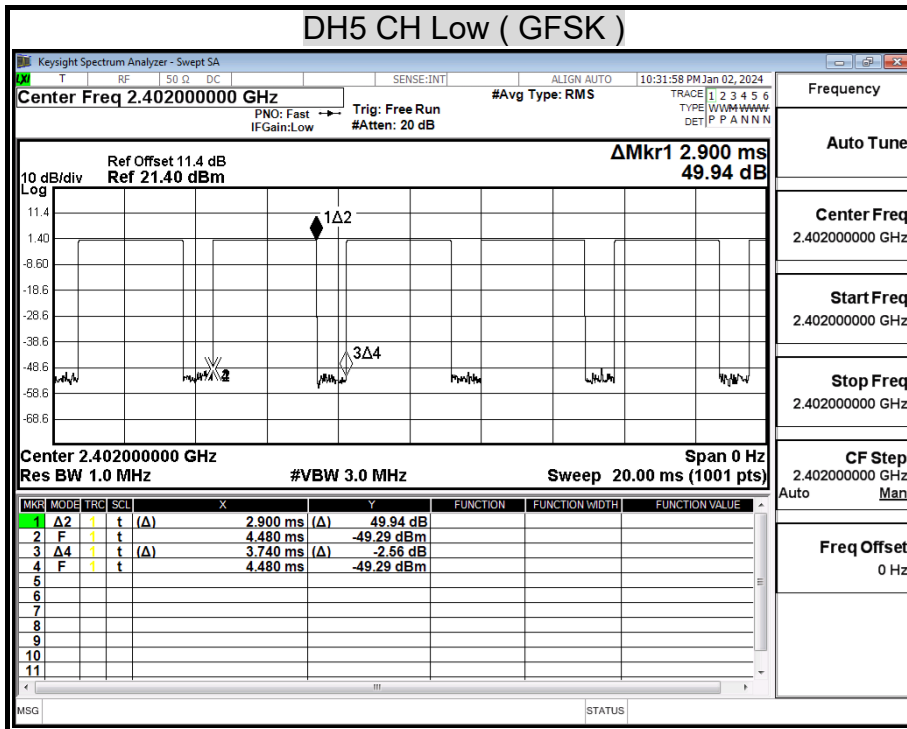 DH5 CH Low ( GFSK )
Keysight Spectrum Analyzer - Swept SA
LXI T RF 50 Ω DC SENSE:INT ALIGN AUTO 10:31:58 PM Jan 02, 2024
Center Freq 2.402000000 GHz
PNO: Fast
IFGain:Low
Trig: Free Run
#Atten: 20 dB
#Avg Type: RMS
TRACE 1 2 3 4 5 6
TYPE WWMWWWW
DET P P A N N N
ΔMkr1 2.900 ms
49.94 dB
Ref Offset 11.4 dB
10 dB/div Ref 21.40 dBm
Log
11.4
1.40
-8.60
-18.6
-28.6
-38.6
-48.6
-58.6
-68.6
1Δ2
3Δ4
2
Center 2.402000000 GHz Span 0 Hz
Res BW 1.0 MHz #VBW 3.0 MHz Sweep 20.00 ms (1001 pts)
MKR MODE TRC SCL X Y FUNCTION FUNCTION WIDTH FUNCTION VALUE
1 Δ2 1 t (Δ) 2.900 ms (Δ) 49.94 dB
2 F 1 t 4.480 ms -49.29 dBm
3 Δ4 1 t (Δ) 3.740 ms (Δ) -2.56 dB
4 F 1 t 4.480 ms -49.29 dBm
5
6
7
8
9
10
11
MSG STATUS
Frequency
Auto Tune
Center Freq
2.402000000 GHz
Start Freq
2.402000000 GHz
Stop Freq
2.402000000 GHz
CF Step
2.402000000 GHz
Auto Man
Freq Offset
0 Hz